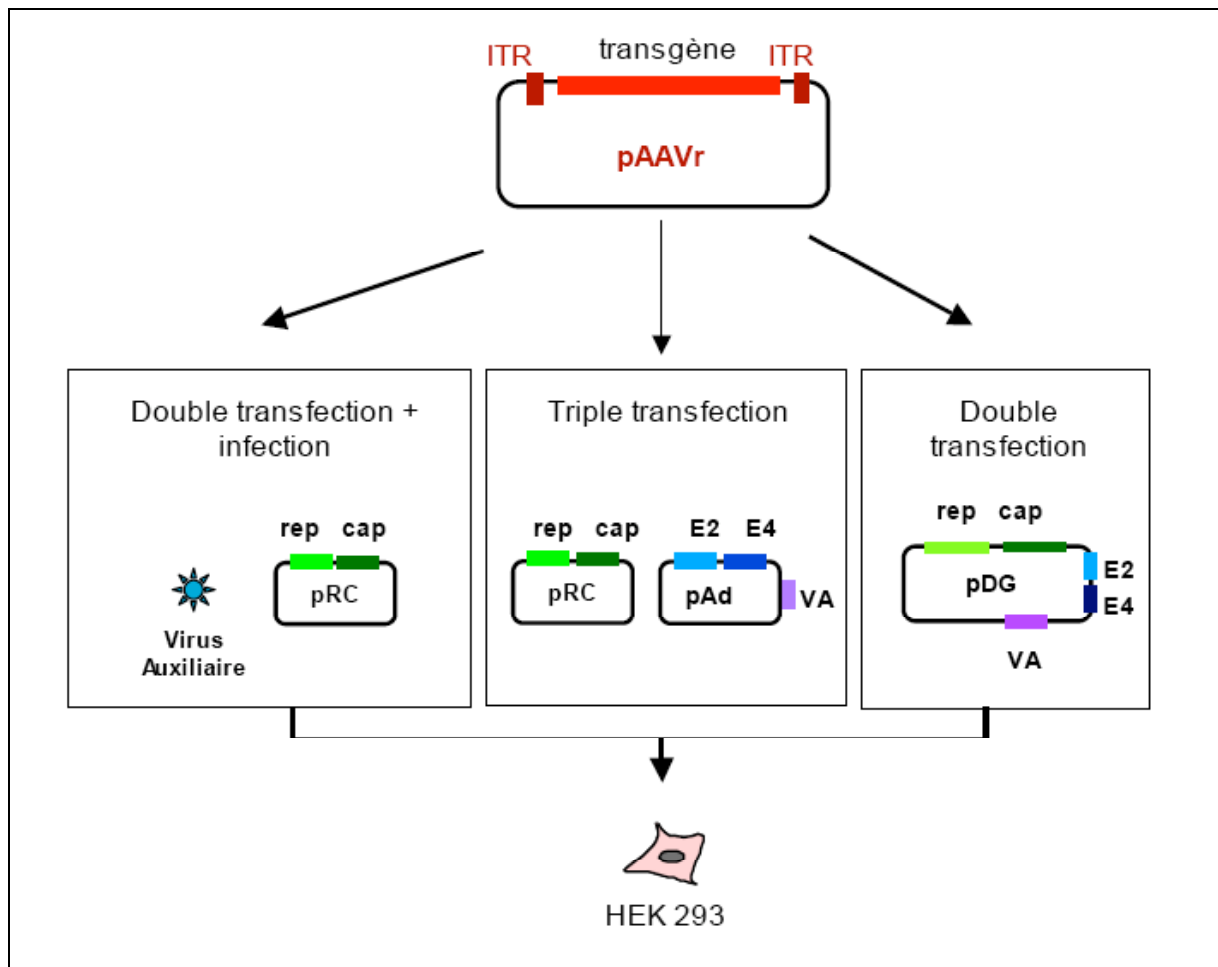 ITR transgène ITR
pAAVr
Double transfection +
infection
rep cap
pRC
Virus
Auxiliaire
Triple transfection
rep cap E2 E4
pRC pAd VA
Double
transfection
rep cap
pDG E2
E4
VA
HEK 293